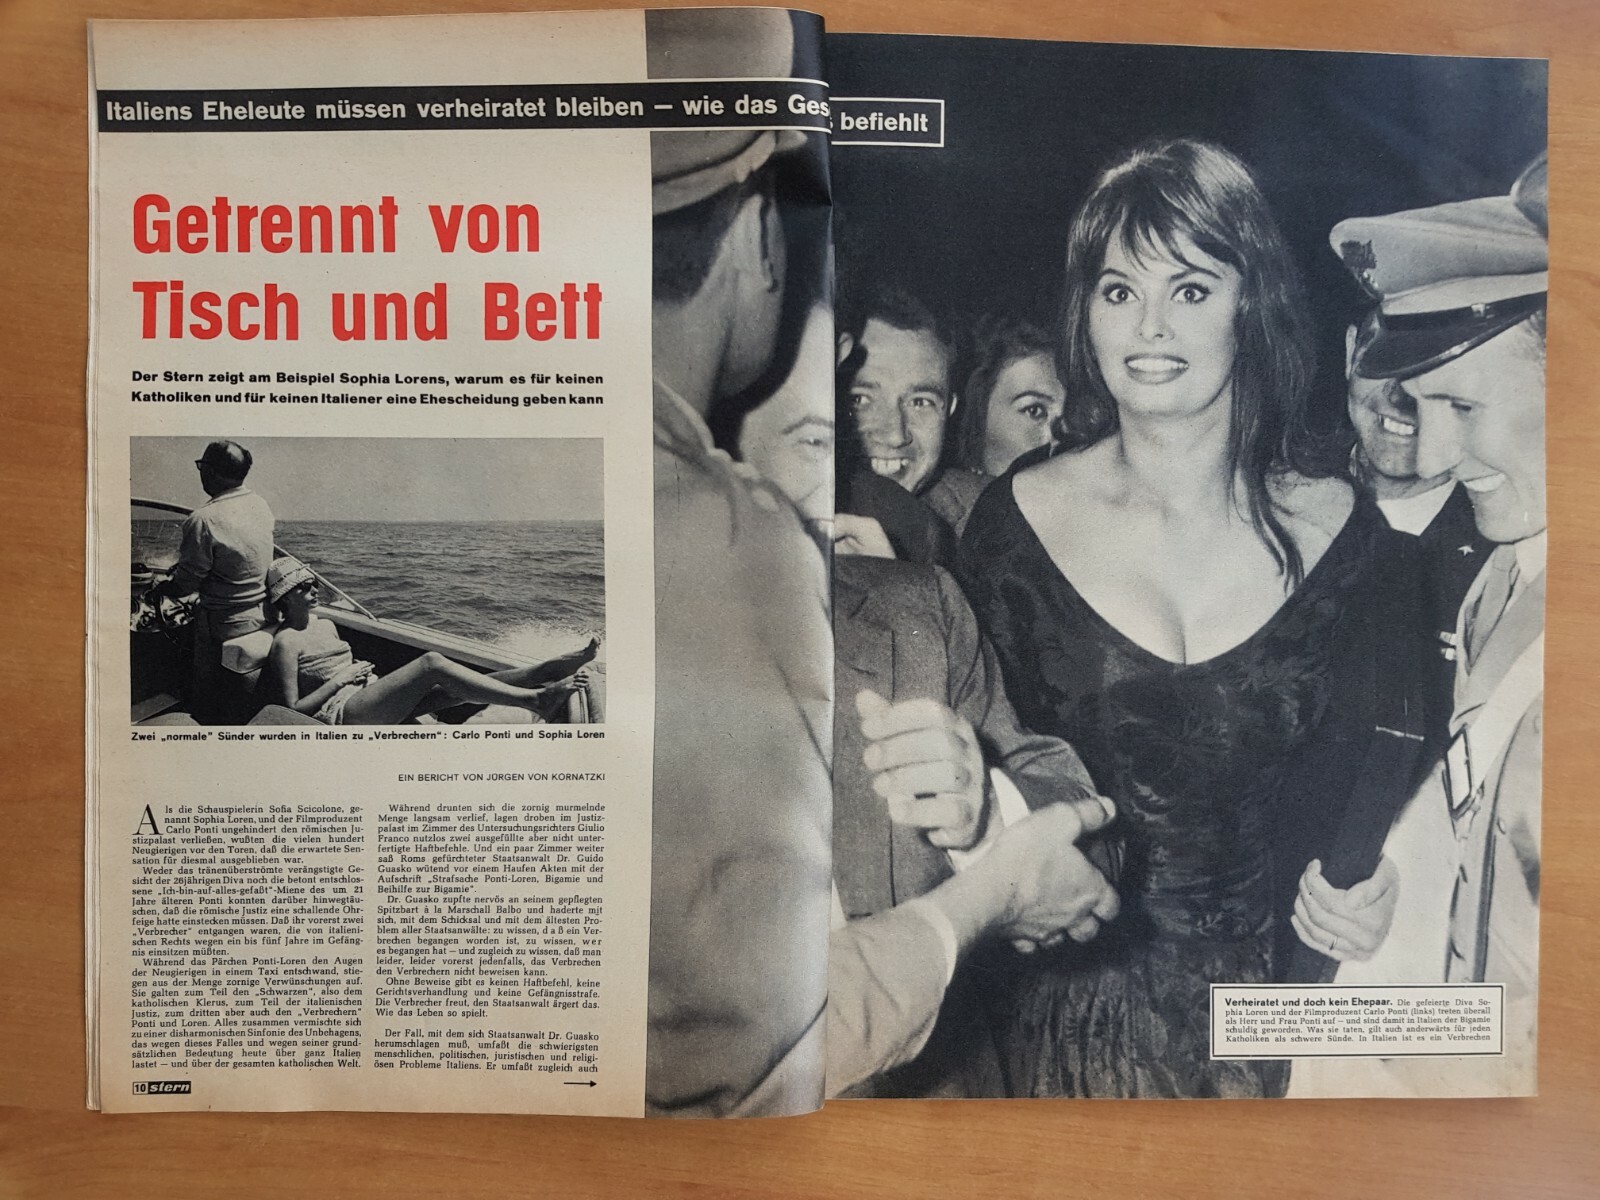 Italiens Eheleute müssen verheiratet bleiben – wie das Ges s befiehlt
Getrennt von
Tisch und Bett
Der Stern zeigt am Beispiel Sophia Lorens, warum es für keinen
Katholiken und für keinen Italiener eine Ehescheidung geben kann
Zwei „normale" Sünder wurden in Italien zu „Verbrechern": Carlo Ponti und Sophia Loren
EIN BERICHT VON JÜRGEN VON KORNATZKI
Als die Schauspielerin Sofia Scicolone, ge-
nannt Sophia Loren, und der Filmproduzent
Carlo Ponti ungehindert den römischen Ju-
stizpalast verließen, wußten die vielen hundert
Neugierigen vor den Toren, daß die erwartete Sen-
sation für diesmal ausgeblieben war.
Weder das tränenüberströmte verängstigte Ge-
sicht der 26jährigen Diva noch die betont entschlos-
sene „Ich-bin-auf-alles-gefaßt"-Miene des um 21
Jahre älteren Ponti konnten darüber hinwegtäu-
schen, daß die römische Justiz eine schallende Ohr-
feige hatte einstecken müssen. Daß ihr vorerst zwei
„Verbrecher" entgangen waren, die von italieni-
schen Rechts wegen ein bis fünf Jahre im Gefäng-
nis einsitzen müßten.
Während das Pärchen Ponti-Loren den Augen
der Neugierigen in einem Taxi entschwand, stie-
gen aus der Menge zornige Verwünschungen auf.
Sie galten zum Teil den „Schwarzen", also dem
katholischen Klerus, zum Teil der italienischen
Justiz, zum dritten aber auch den „Verbrechern"
Ponti und Loren. Alles zusammen vermischte sich
zu einer disharmonischen Sinfonie des Unbehagens,
das wegen dieses Falles und wegen seiner grund-
sätzlichen Bedeutung heute über ganz Italien
lastet – und über der gesamten katholischen Welt.
Während drunten sich die zornig murmelnde
Menge langsam verlief, lagen droben im Justiz-
palast im Zimmer des Untersuchungsrichters Giulio
Franco nutzlos zwei ausgefüllte aber nicht unter-
fertigte Haftbefehle. Und ein paar Zimmer weiter
saß Roms gefürchteter Staatsanwalt Dr. Guido
Guasko wütend vor einem Haufen Akten mit der
Aufschrift „Strafsache Ponti-Loren, Bigamie und
Beihilfe zur Bigamie".
Dr. Guasko zupfte nervös an seinem gepflegten
Spitzbart à la Marschall Balbo und haderte mit
sich, mit dem Schicksal und mit dem ältesten Pro-
blem aller Staatsanwälte: zu wissen, d a ß ein Ver-
brechen begangen worden ist, zu wissen, w e r
es begangen hat – und zugleich zu wissen, daß man
leider, leider vorerst jedenfalls, das Verbrechen
den Verbrechern nicht beweisen kann.
Ohne Beweise gibt es keinen Haftbefehl, keine
Gerichtsverhandlung und keine Gefängnisstrafe.
Die Verbrecher freut, den Staatsanwalt ärgert das.
Wie das Leben so spielt.
Der Fall, mit dem sich Staatsanwalt Dr. Guasko
herumschlagen muß, umfaßt die schwierigsten
menschlichen, politischen, juristischen und religi-
ösen Probleme Italiens. Er umfaßt zugleich auch
10 stern
Verheiratet und doch kein Ehepaar. Die gefeierte Diva So-
phia Loren und der Filmproduzent Carlo Ponti (links) treten überall
als Herr und Frau Ponti auf – und sind damit in Italien der Bigamie
schuldig geworden. Was sie taten, gilt auch anderwärts für jeden
Katholiken als schwere Sünde. In Italien ist es ein Verbrechen